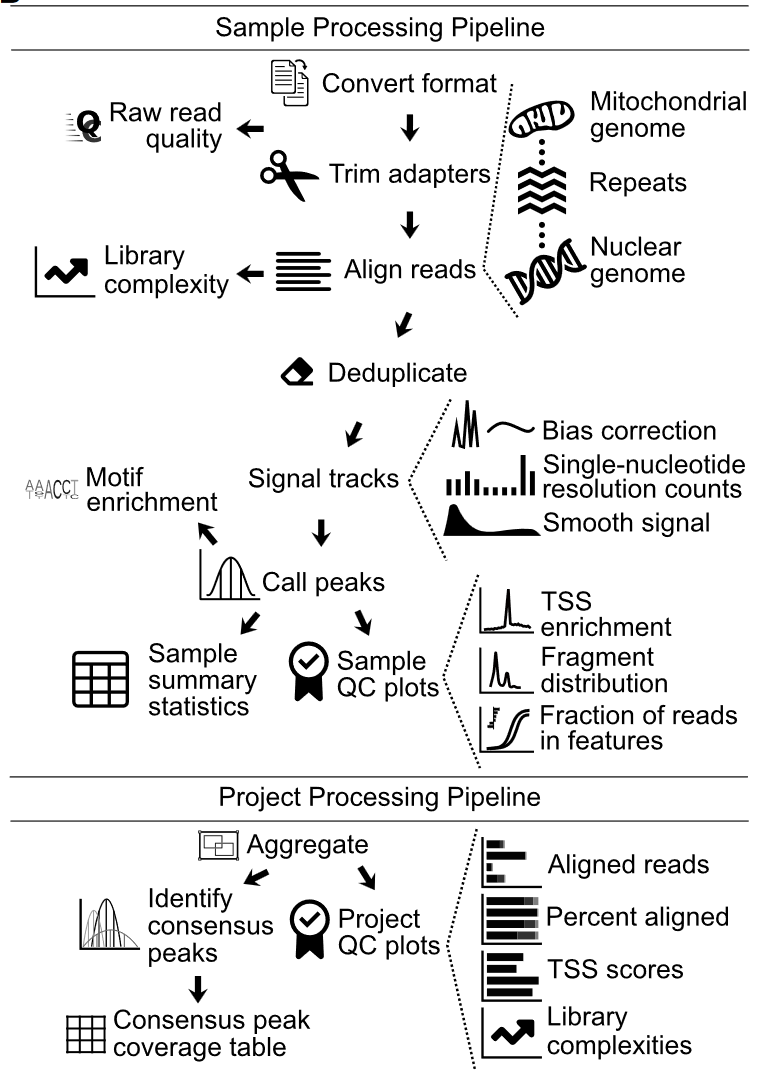 Sample Processing Pipeline
Convert format
Raw read
quality
Trim adapters
Mitochondrial
genome
Repeats
Nuclear
genome
Library
complexity
Align reads
Deduplicate
Signal tracks
Bias correction
Single-nucleotide
resolution counts
Smooth signal
Motif
enrichment
Call peaks
Sample
summary
statistics
Sample
QC plots
TSS
enrichment
Fragment
distribution
Fraction of reads
in features
Project Processing Pipeline
Aggregate
Identify
consensus
peaks
Project
QC plots
Aligned reads
Percent aligned
TSS scores
Library
complexities
Consensus peak
coverage table